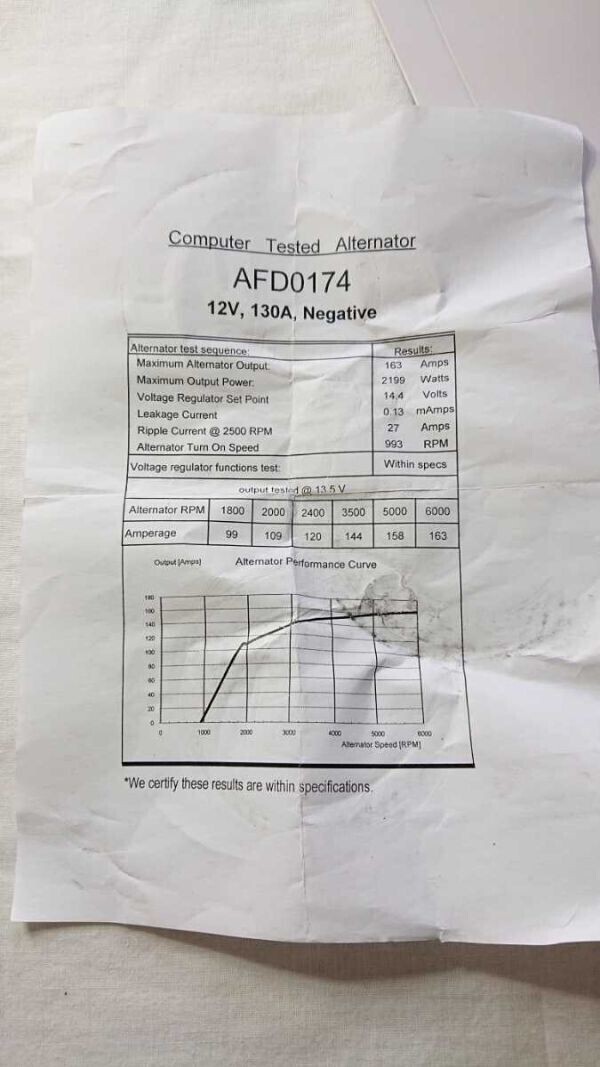 Computer Tested Alternator
AFD0174
12V, 130A, Negative
Alternator test sequence: Results:
Maximum Alternator Output: 163 Amps
Maximum Output Power: 2199 Watts
Voltage Regulator Set Point 14.4 Volts
Leakage Current 0.13 mAmps
Ripple Current @ 2500 RPM 27 Amps
Alternator Turn On Speed 993 RPM
Voltage regulator functions test: Within specs
output tested @ 13.5 V
Alternator RPM 1800 2000 2400 3500 5000 6000
Amperage 99 109 120 144 158 163
Output [Amps] Alternator Performance Curve
180
160
140
120
100
80
60
40
20
0
0 1000 2000 3000 4000 5000 6000
Alternator Speed [RPM]
*We certify these results are within specifications.